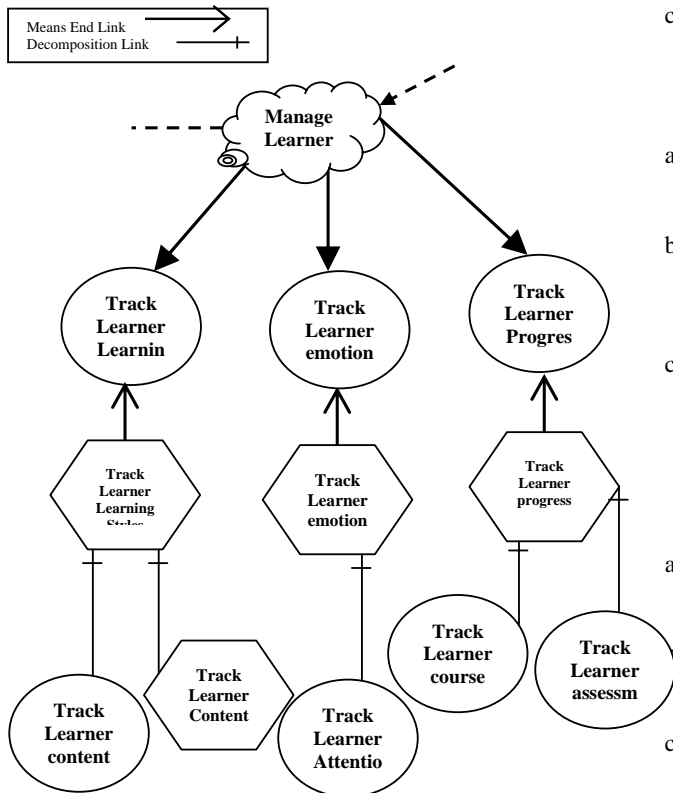 Means End Link
Decomposition Link
Manage
Learner
Track
Learner
Learnin
Track
Learner
emotion
Track
Learner
Progres
Track
Learner
Learning
Styles
Track
Learner
emotion
Track
Learner
progress
Track
Learner
content
Track
Learner
Content
Track
Learner
Attentio
Track
Learner
course
Track
Learner
assessm
c
a
b
c
a
c